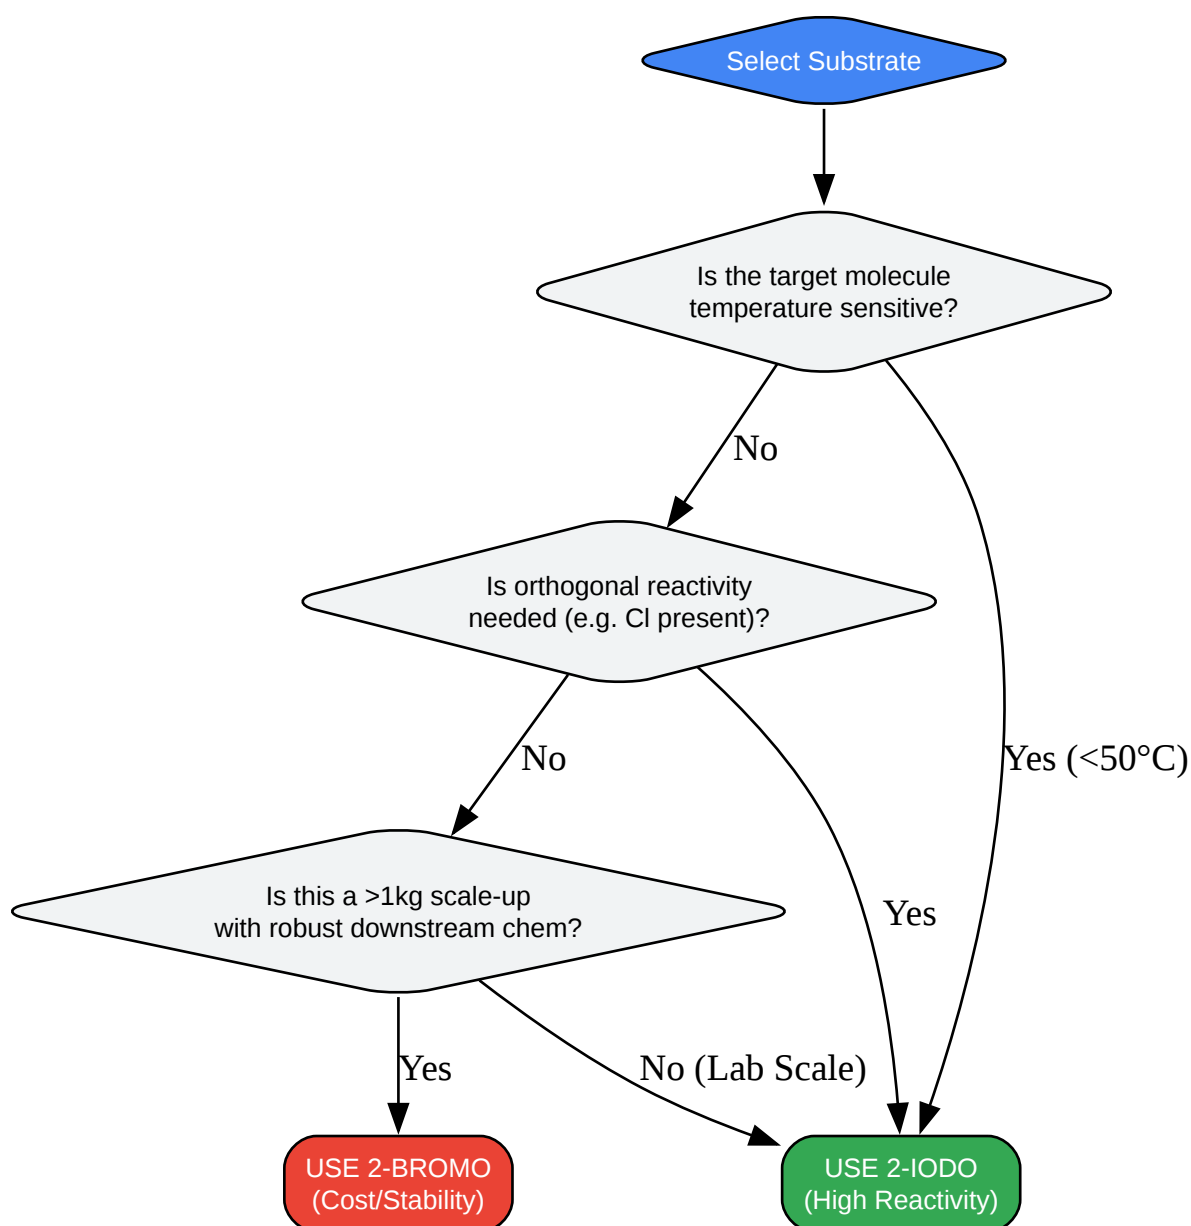 Select Substrate
Is the target molecule
temperature sensitive?
No
Is orthogonal reactivity
needed (e.g. Cl present)?
No
Yes (<50°C)
Is this a >1kg scale-up
with robust downstream chem?
Yes
Yes
No (Lab Scale)
USE 2-BROMO
(Cost/Stability)
USE 2-IODO
(High Reactivity)